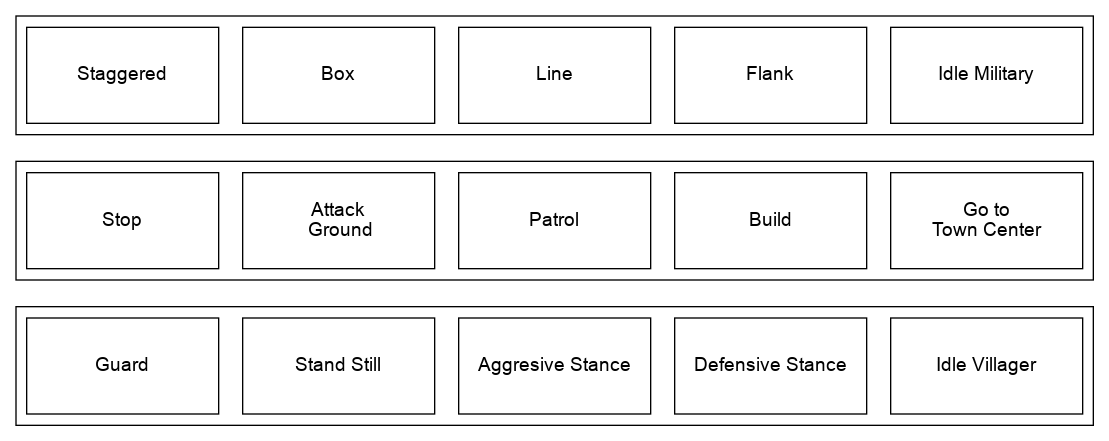 Staggered
Box
Line
Flank
Idle Military
Stop
Attack
Ground
Patrol
Build
Go to
Town Center
Guard
Stand Still
Aggresive Stance
Defensive Stance
Idle Villager